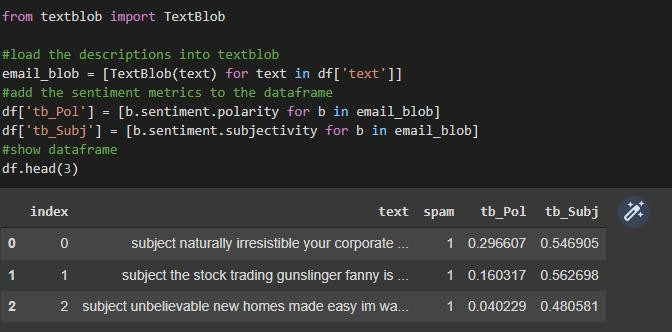 from textblob import TextBlob
#load the descriptions into textblob
email_blob = [TextBlob(text) for text in df['text']]
#add the sentiment metrics to the dataframe
df['tb_Pol'] = [b.sentiment.polarity for b in email_blob]
df['tb_Subj'] = [b.sentiment.subjectivity for b in email_blob]
#show dataframe
df.head(3)
index text spam tb_Pol tb_Subj
0 0 subject naturally irresistible your corporate ... 1 0.296607 0.546905
1 1 subject the stock trading gunslinger fanny is ... 1 0.160317 0.562698
2 2 subject unbelievable new homes made easy im wa... 1 0.040229 0.480581